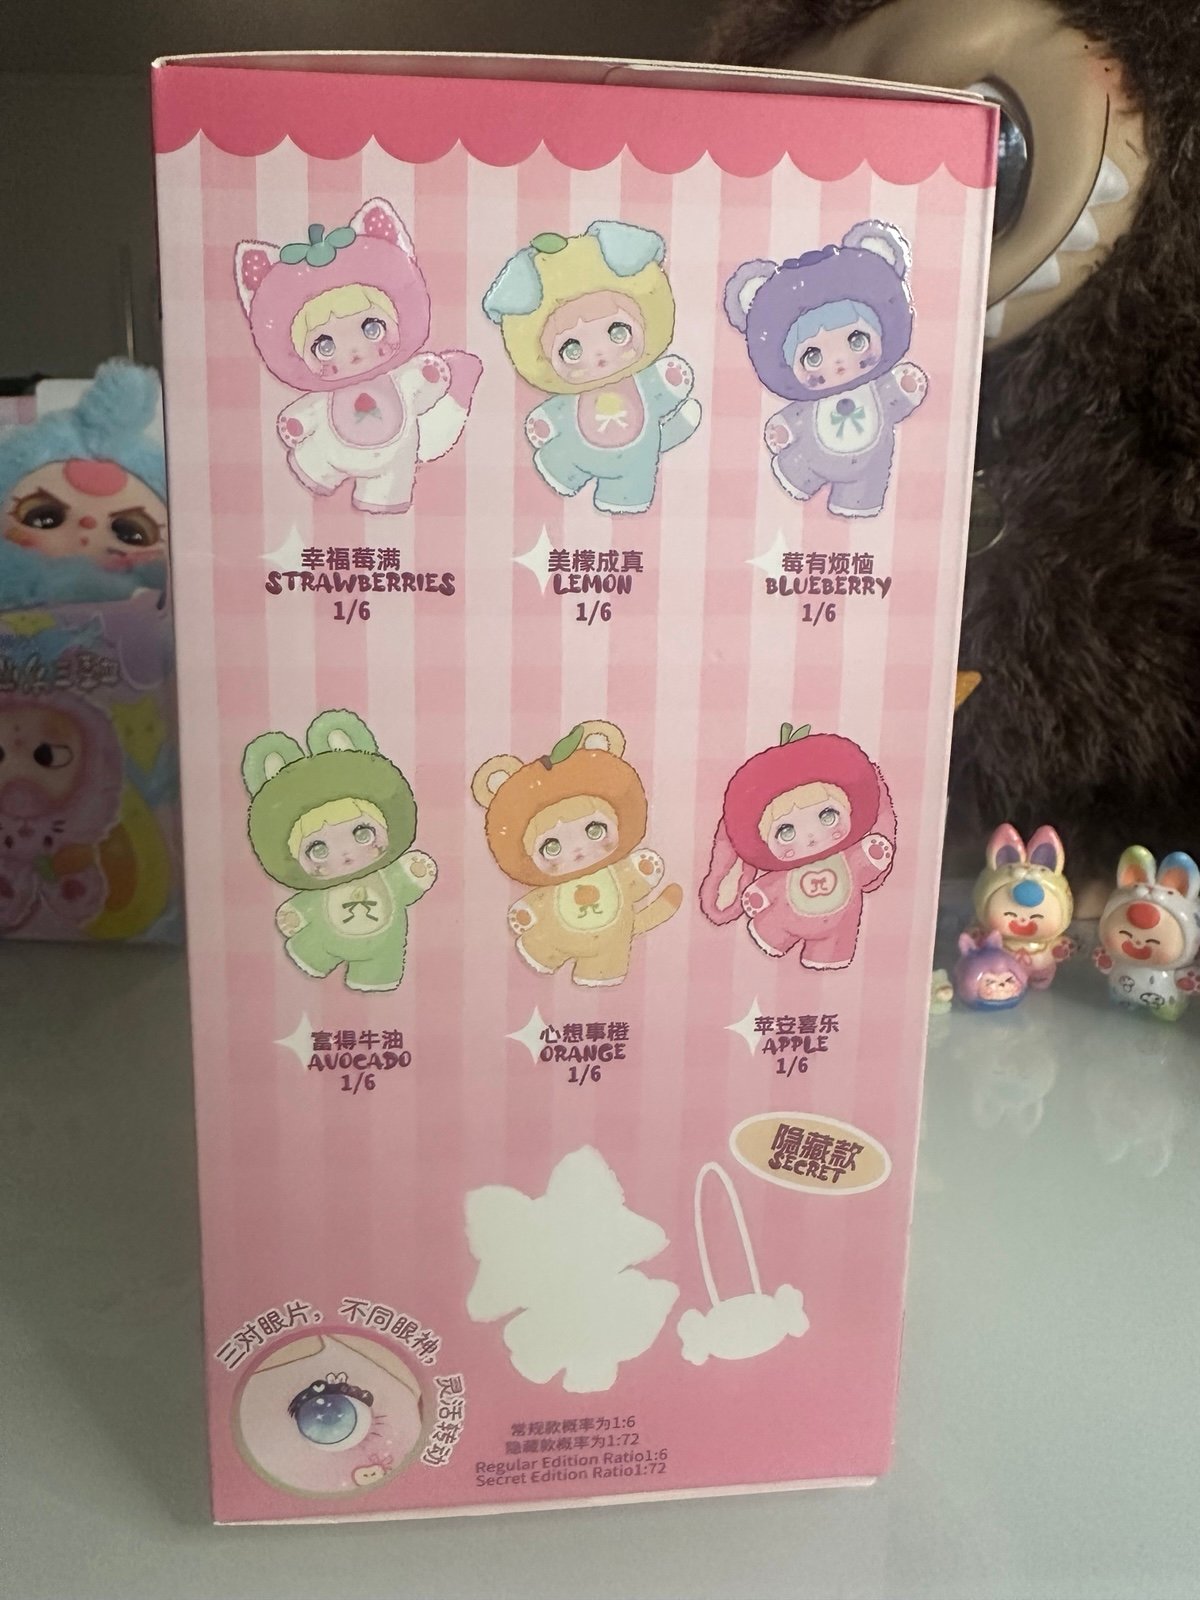 幸福莓满
STRAWBERRIES
1/6
美檬成真
LEMON
1/6
莓有烦恼
BLUEBERRY
1/6
富得牛油
AVOCADO
1/6
心想事橙
ORANGE
1/6
苹安喜乐
APPLE
1/6
隐藏款
SECRET
三对眼片，不同眼神，灵活转动
常规款概率为1:6
隐藏款概率为1:72
Regular Edition Ratio1:6
Secret Edition Ratio1:72